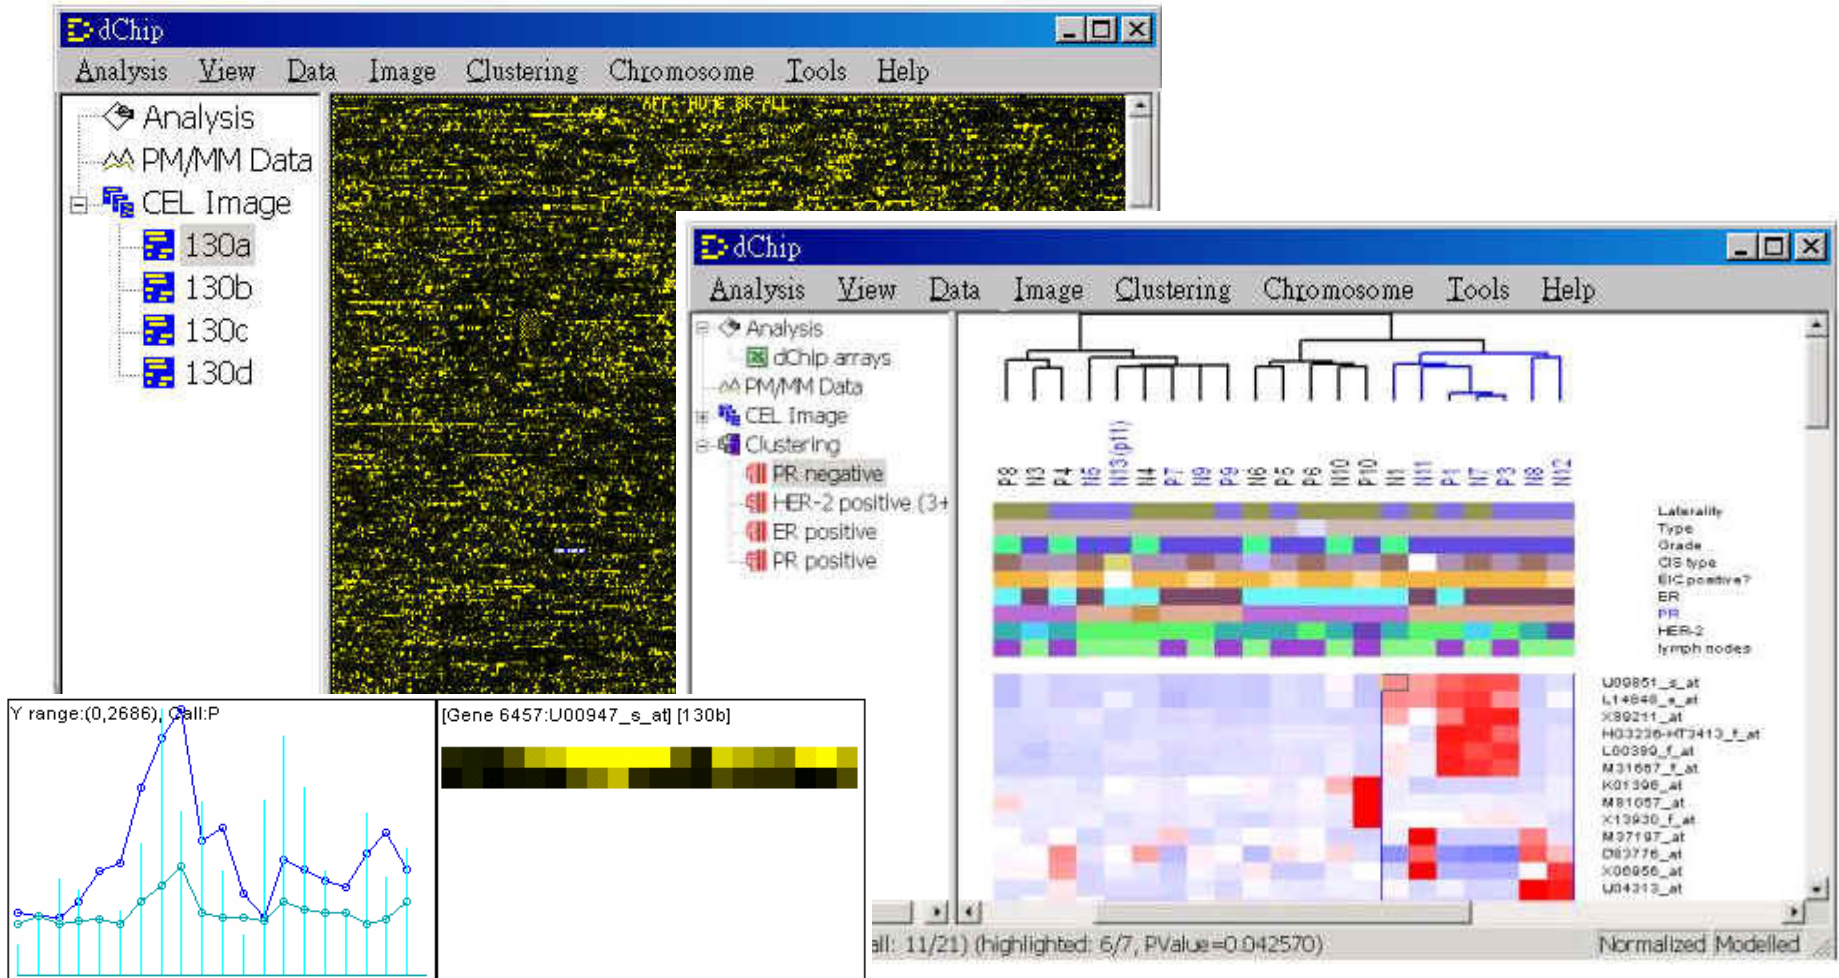 dChip
Analysis View Data Image Clustering Chromosome Tools Help
Analysis
PM/MM Data
CEL Image
130a
130b
130c
130d
dChip
Analysis View Data Image Clustering Chromosome Tools Help
Analysis
dChip arrays
PM/MM Data
CEL Image
Clustering
PR negative
HER-2 positive (3+
ER positive
PR positive
P8 N3 P4 N5 N13(p11) N4 P7 N9 P9 N6 P5 P6 N10 P10 N1 N11 P1 N7 P3 N8 N12
Laterality
Type
Grade
CIS type
EIC positive?
ER
PR
HER-2
lymph nodes
U09851_s_at
X89211_at
HG3236-HT3413_f_at
L00389_f_at
M31667_f_at
K01396_at
M81057_at
X13930_f_at
M37197_at
D83776_at
X06956_at
U04313_at
all: 11/21) (highlighted: 6/7, PValue=0.042570)
Normalized Modelled
Y range:(0,2686), Call:P
[Gene 6457:U00947_s_at] [130b]